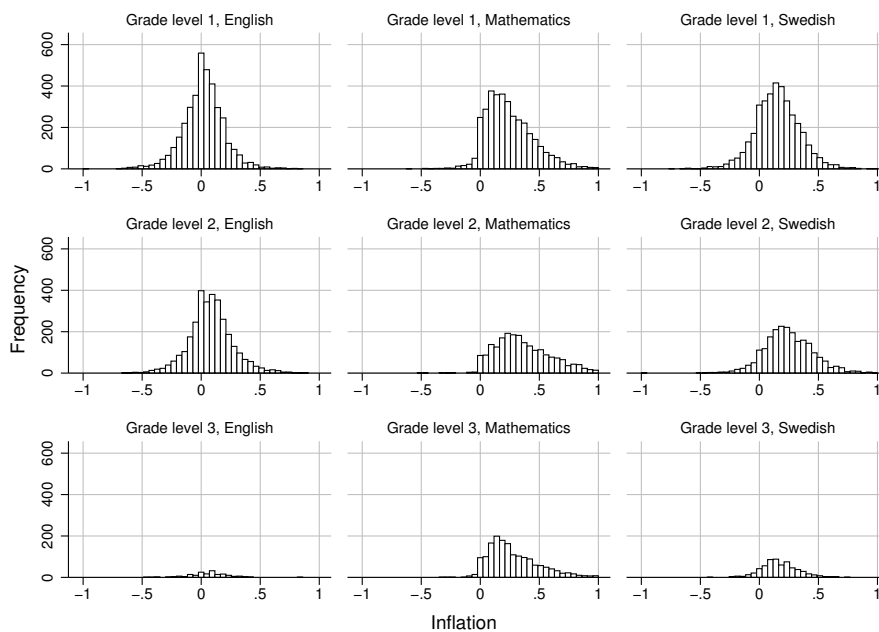 Grade level 1, English Grade level 1, Mathematics Grade level 1, Swedish
600
400
200
0
−1 −.5 0 .5 1 −1 −.5 0 .5 1 −1 −.5 0 .5 1
Grade level 2, English Grade level 2, Mathematics Grade level 2, Swedish
600
400
200
0
Frequency
−1 −.5 0 .5 1 −1 −.5 0 .5 1 −1 −.5 0 .5 1
Grade level 3, English Grade level 3, Mathematics Grade level 3, Swedish
600
400
200
0
−1 −.5 0 .5 1 −1 −.5 0 .5 1 −1 −.5 0 .5 1
Inflation